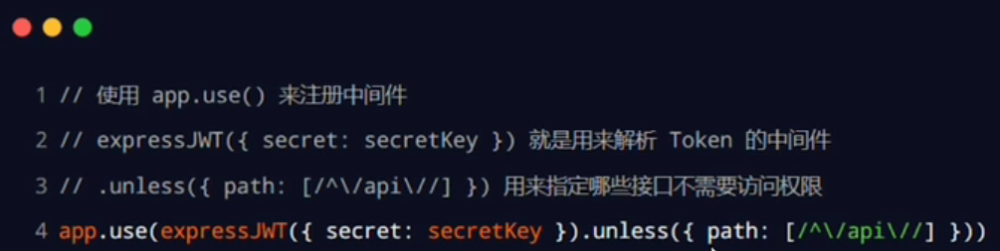 1 // 使用 app.use() 来注册中间件
2 // expressJWT({ secret: secretKey }) 就是用来解析 Token 的中间件
3 // .unless({ path: [/^\/api\//] }) 用来指定哪些接口不需要访问权限
4 app.use(expressJWT({ secret: secretKey }).unless({ path: [/^\/api\//] }))